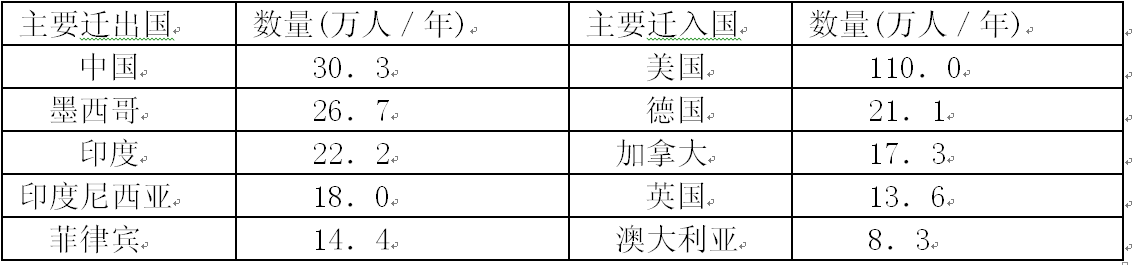 主要迁出国 数量(万人／年) 主要迁入国 数量(万人／年)
中国 30．3 美国 110．0
墨西哥 26．7 德国 21．1
印度 22．2 加拿大 17．3
印度尼西亚 18．0 英国 13．6
菲律宾 14．4 澳大利亚 8．3